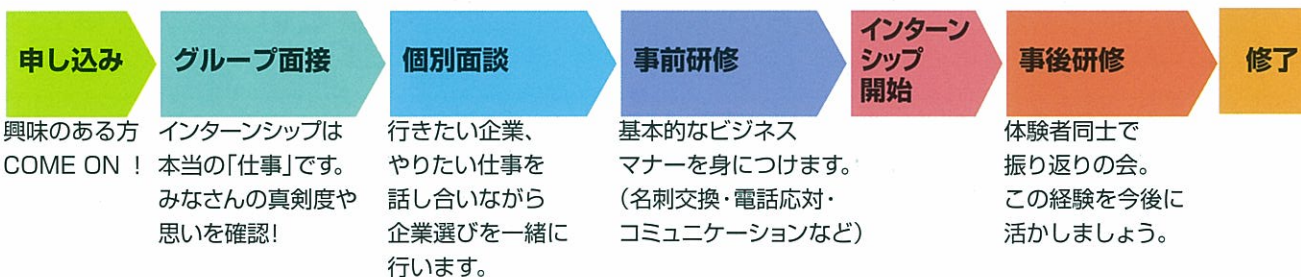 申し込み
興味のある方
COME ON !
グループ面接
インターンシップは
本当の「仕事」です。
みなさんの真剣度や
思いを確認!
個別面談
行きたい企業、
やりたい仕事を
話し合いながら
企業選びを一緒に
行います。
事前研修
基本的なビジネス
マナーを身につけます。
(名刺交換・電話応対・
コミュニケーションなど)
インターン
シップ
開始
事後研修
体験者同士で
振り返りの会。
この経験を今後に
活かしましょう。
修了